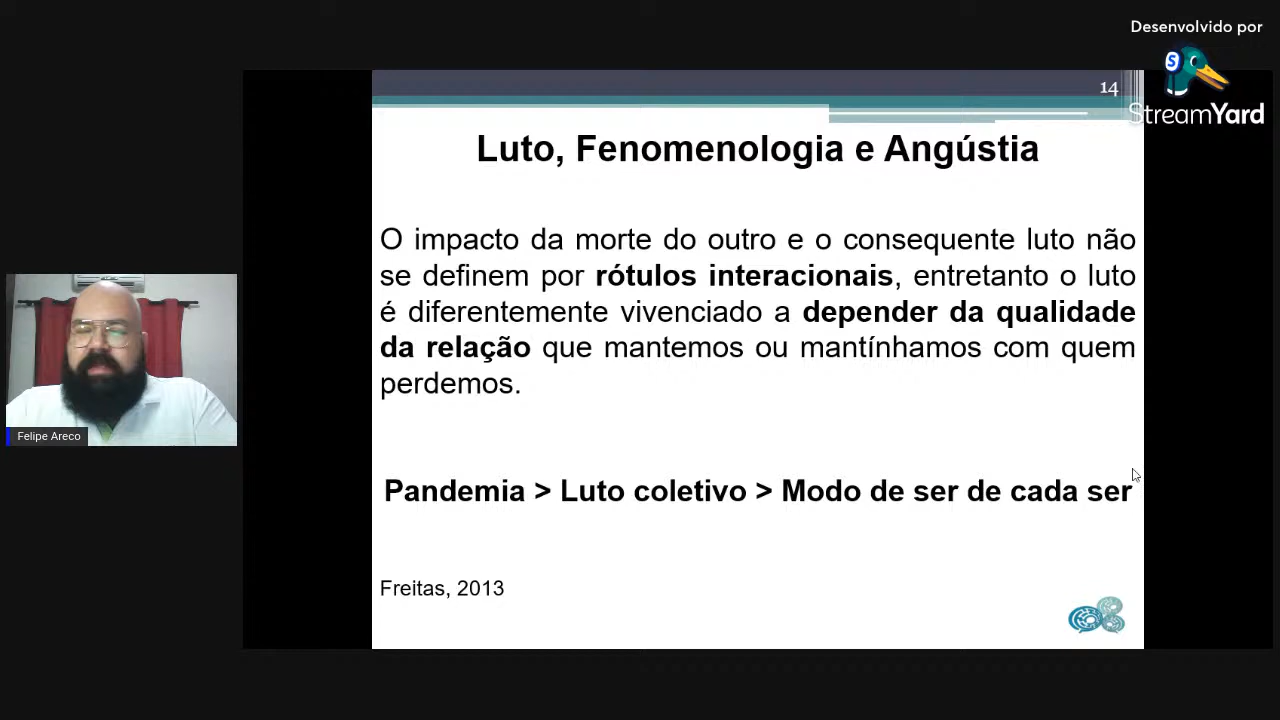 Desenvolvido por
StreamYard
14
Luto, Fenomenologia e Angústia
O impacto da morte do outro e o consequente luto não
se definem por rótulos interacionais, entretanto o luto
é diferentemente vivenciado a depender da qualidade
da relação que mantemos ou mantínhamos com quem
perdemos.
Pandemia > Luto coletivo > Modo de ser de cada ser
Freitas, 2013
Felipe Areco